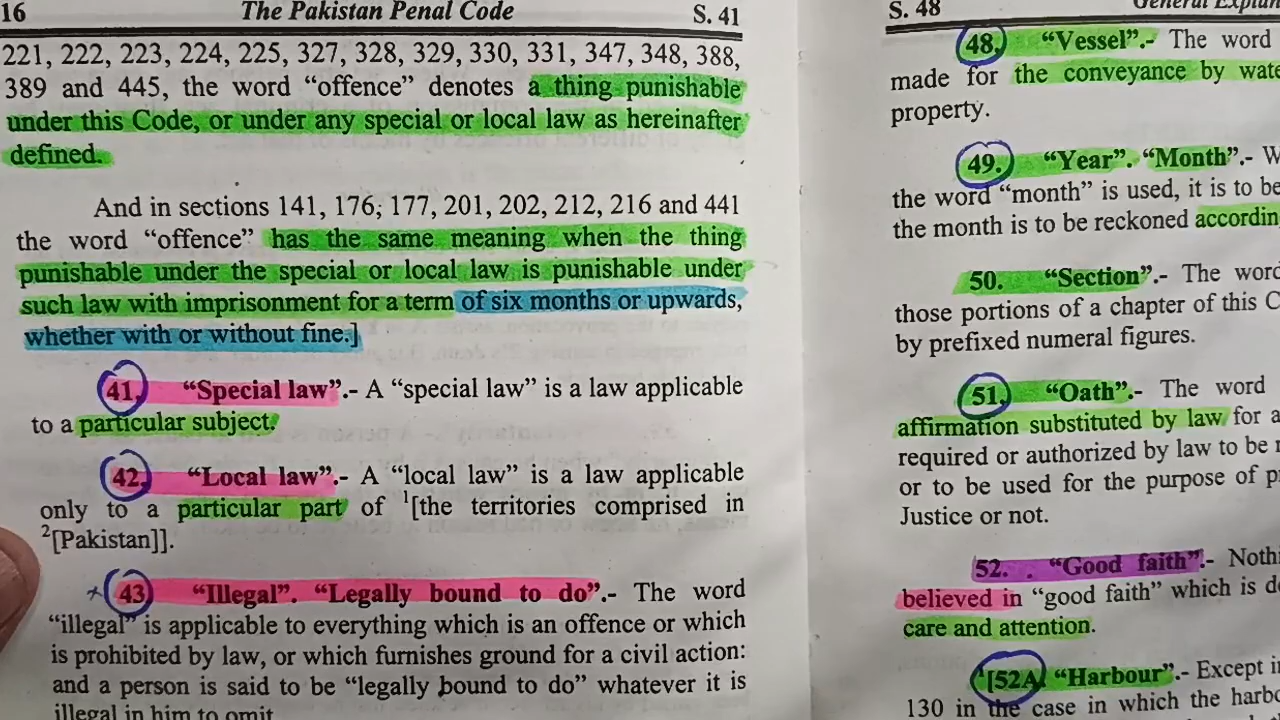 16 The Pakistan Penal Code S. 41
221, 222, 223, 224, 225, 327, 328, 329, 330, 331, 347, 348, 388,
389 and 445, the word “offence” denotes a thing punishable
under this Code, or under any special or local law as hereinafter
defined.
And in sections 141, 176; 177, 201, 202, 212, 216 and 441
the word “offence” has the same meaning when the thing
punishable under the special or local law is punishable under
such law with imprisonment for a term of six months or upwards,
whether with or without fine.]
41. “Special law”.- A “special law” is a law applicable
to a particular subject.
42. “Local law”.- A “local law” is a law applicable
only to a particular part of 1[the territories comprised in
2[Pakistan]].
43. “Illegal”. “Legally bound to do”.- The word
“illegal” is applicable to everything which is an offence or which
is prohibited by law, or which furnishes ground for a civil action:
and a person is said to be “legally bound to do” whatever it is
illegal in him to omit
S. 48 General
48. “Vessel”.- The word
made for the conveyance by
property.
49. “Year”. “Month”.-
the word “month” is used, it is to be
the month is to be reckoned
50. “Section”.- The
those portions of a chapter of this
by prefixed numeral figures.
51. “Oath”.- The word
affirmation substituted by law for
required or authorized by law to be
or to be used for the purpose of
Justice or not.
52. “Good faith”.-
believed in “good faith” which is
care and attention.
1[52A. “Harbour”.- Except
130 in the case in which the